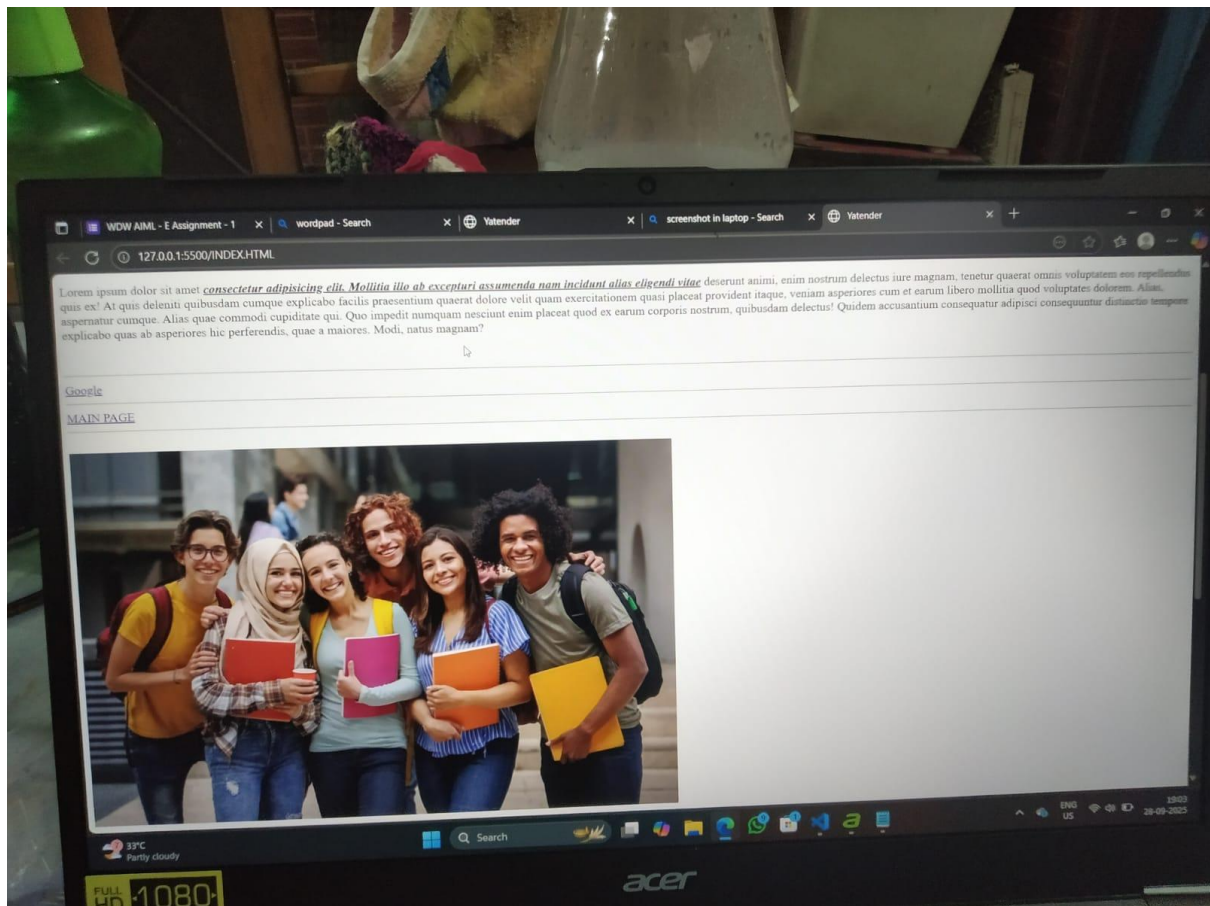 WDW AIML - E Assignment - 1
wordpad - Search
Yatender
screenshot in laptop - Search
Yatender
127.0.0.1:5500/INDEX.HTML
Lorem ipsum dolor sit amet consectetur adipisicing elit. Mollitia illo ab excepturi assumenda nam incidunt alias eligendi vitae deserunt animi, enim nostrum delectus iure magnam, tenetur quaerat omnis voluptatem eos repellendus
quis ex! At quis deleniti quibusdam cumque explicabo facilis praesentium quaerat dolore velit quam exercitationem quasi placeat provident itaque, veniam asperiores cum et earum libero mollitia quod voluptates dolorem. Alias,
aspernatur cumque. Alias quae commodi cupiditate qui. Quo impedit numquam nesciunt enim placeat quod ex earum corporis nostrum, quibusdam delectus! Quidem accusantium consequatur adipisci consequuntur distinctio tempore
explicabo quas ab asperiores hic perferendis, quae a maiores. Modi, natus magnam?
Google
MAIN PAGE
33°C
Partly cloudy
Search
ENG
US
19:03
28-09-2025
FULL
HD
1080
acer